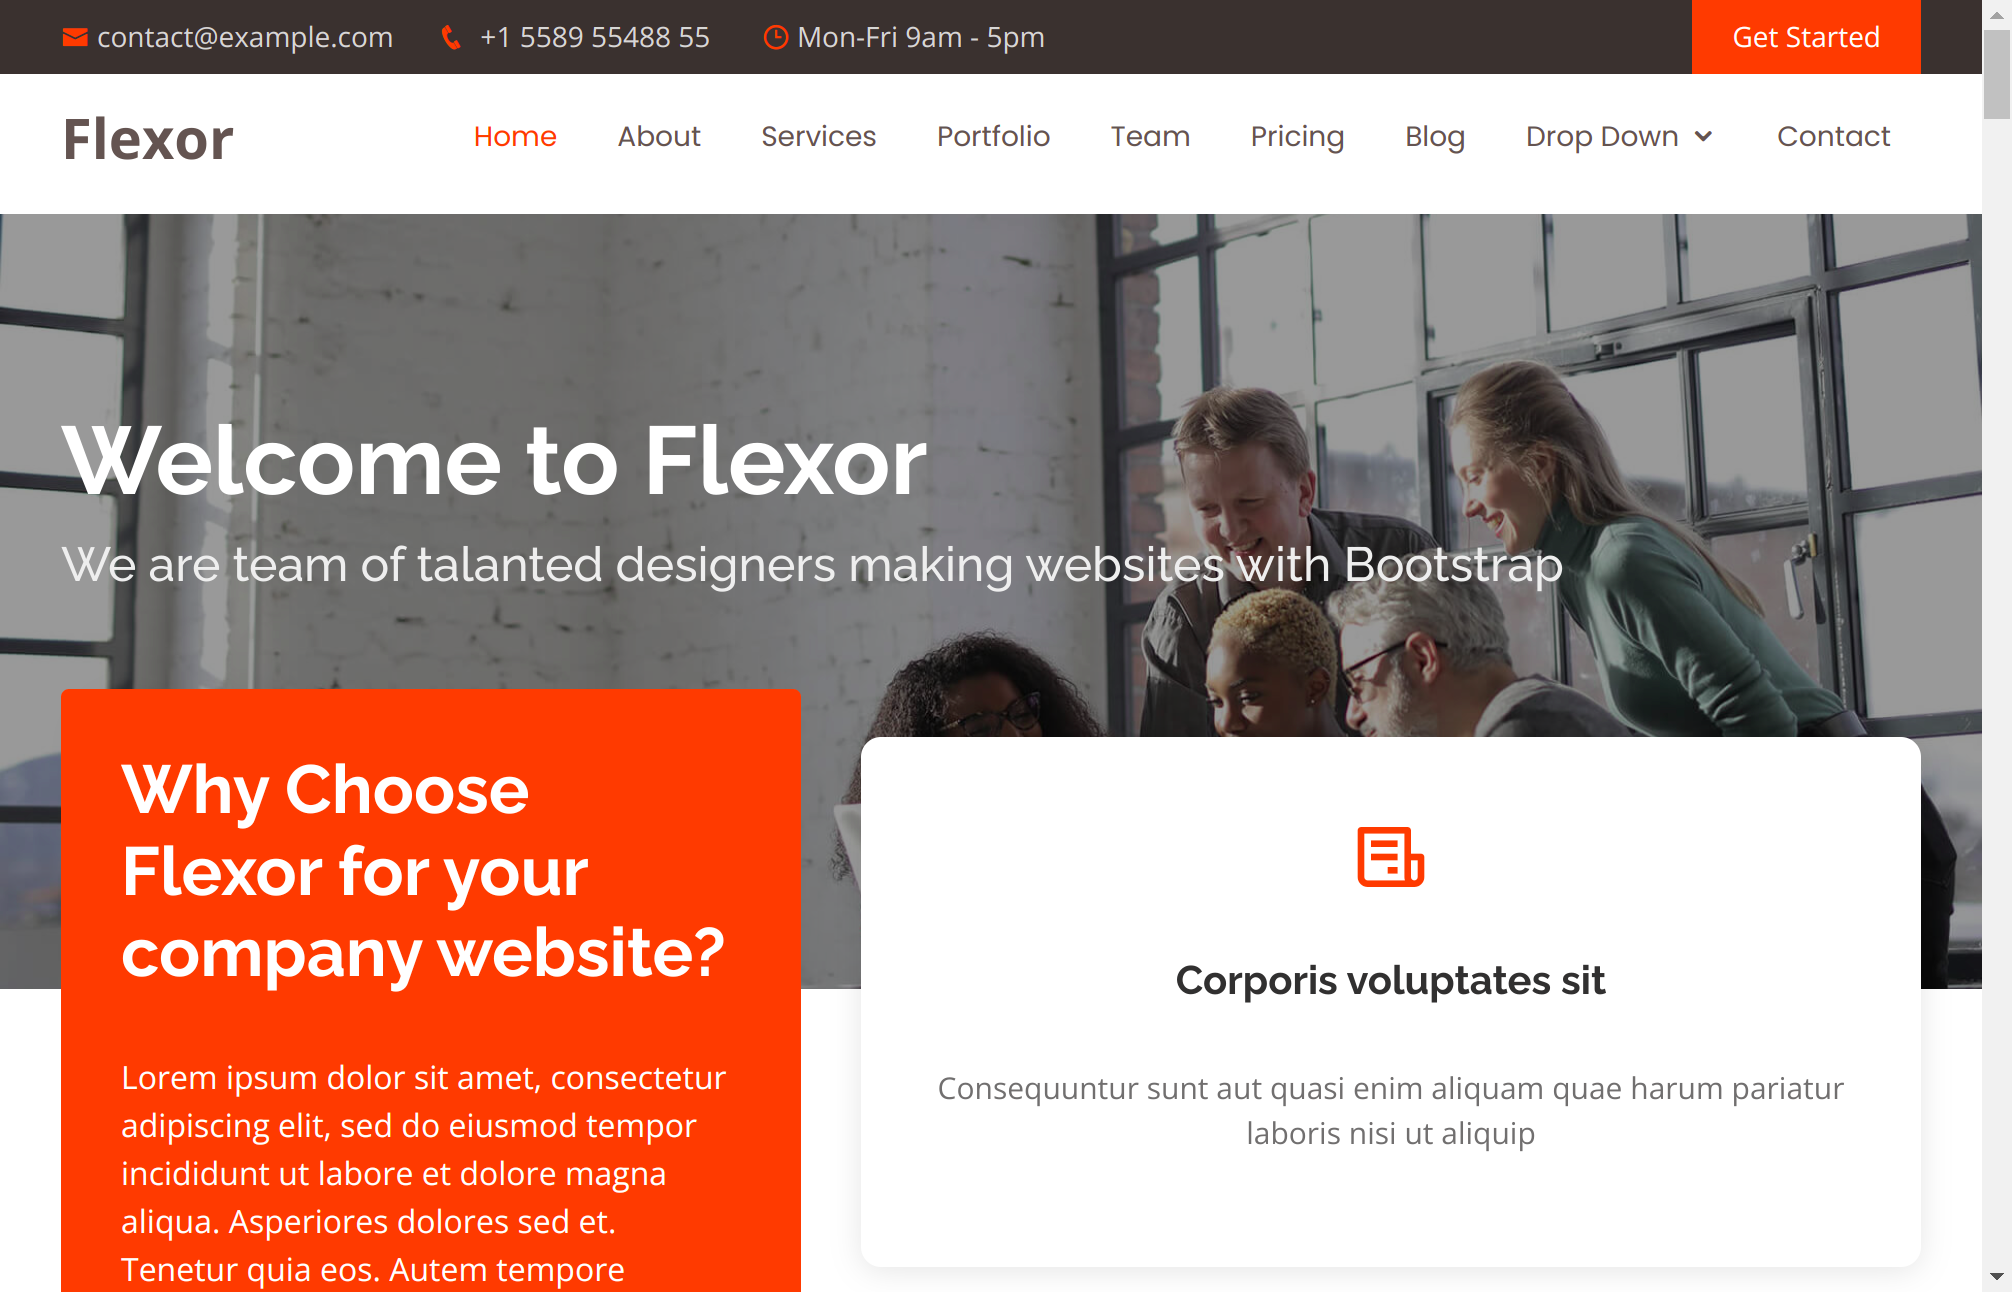 contact@example.com +1 5589 55488 55 Mon-Fri 9am - 5pm Get Started
Flexor Home About Services Portfolio Team Pricing Blog Drop Down Contact
Welcome to Flexor
We are team of talanted designers making websites with Bootstrap
Why Choose
Flexor for your
company website?
Lorem ipsum dolor sit amet, consectetur
adipiscing elit, sed do eiusmod tempor
incididunt ut labore et dolore magna
aliqua. Asperiores dolores sed et.
Tenetur quia eos. Autem tempore
Corporis voluptates sit
Consequuntur sunt aut quasi enim aliquam quae harum pariatur
laboris nisi ut aliquip